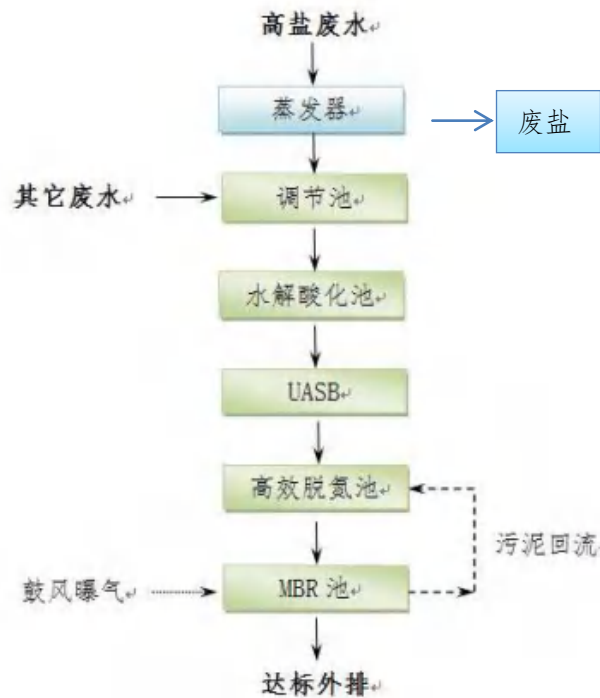 高盐废水
蒸发器
废盐
其它废水
调节池
水解酸化池
UASB
高效脱氮池
污泥回流
鼓风曝气
MBR 池
达标外排